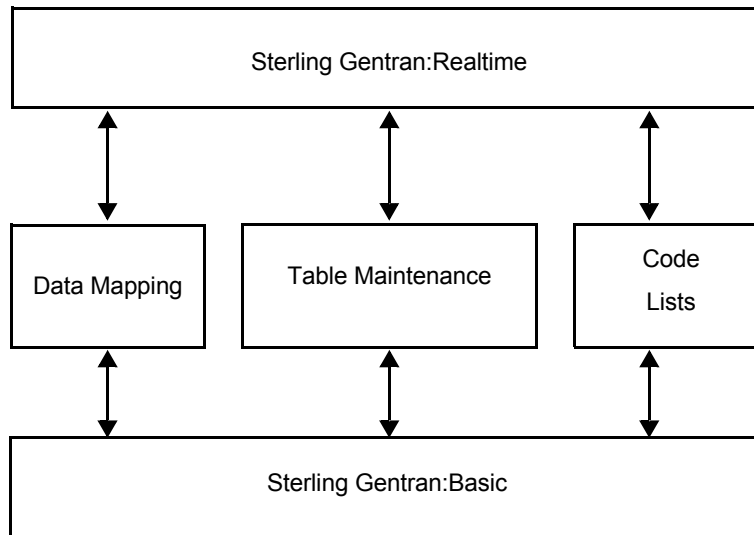 Sterling Gentran:Realtime
Data Mapping
Table Maintenance
Code
Lists
Sterling Gentran:Basic